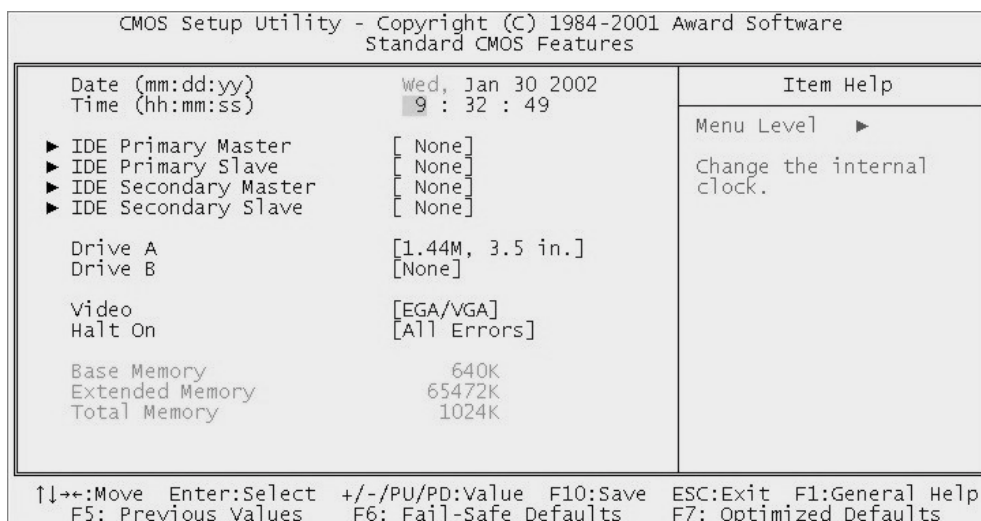 CMOS Setup Utility - Copyright (C) 1984-2001 Award Software
Standard CMOS Features
Date (mm:dd:yy) Wed, Jan 30 2002
Time (hh:mm:ss) 9 : 32 : 49
► IDE Primary Master [ None]
► IDE Primary Slave [ None]
► IDE Secondary Master [ None]
► IDE Secondary Slave [ None]
Drive A [1.44M, 3.5 in.]
Drive B [None]
Video [EGA/VGA]
Halt On [All Errors]
Base Memory 640K
Extended Memory 65472K
Total Memory 1024K
Item Help
Menu Level ►
Change the internal
clock.
↑↓→←:Move Enter:Select +/-/PU/PD:Value F10:Save ESC:Exit F1:General Help
F5: Previous Values F6: Fail-Safe Defaults F7: Optimized Defaults